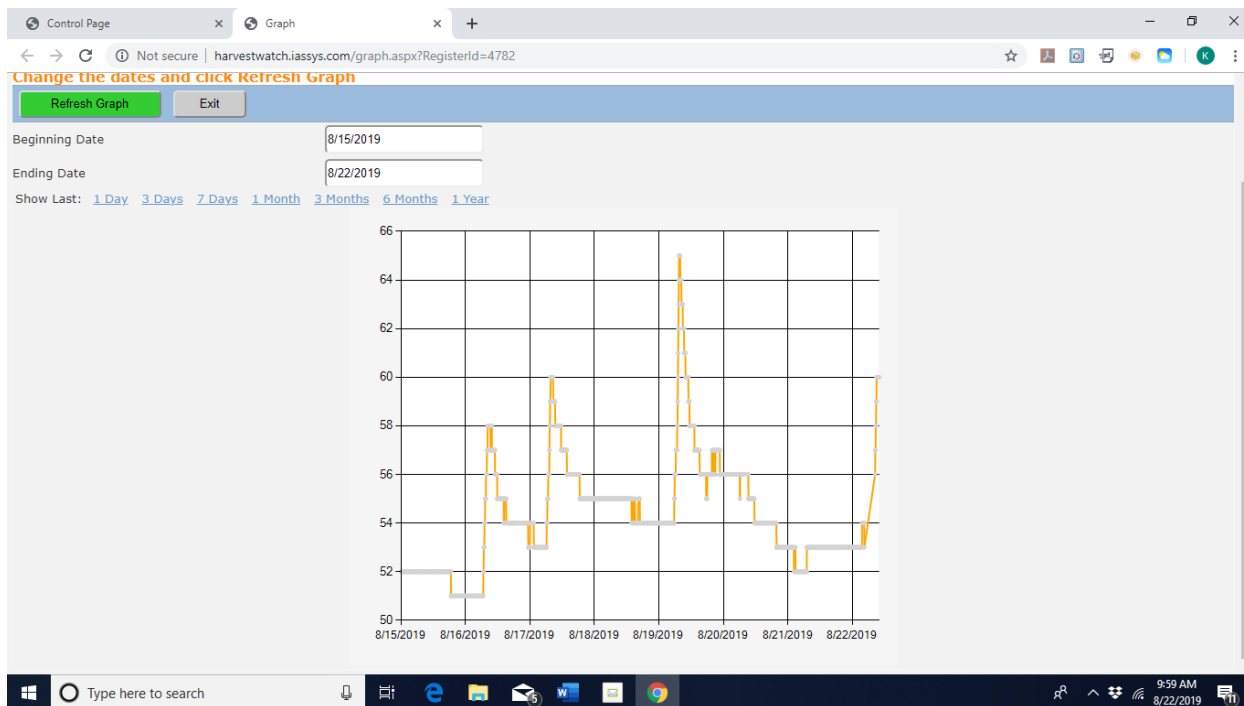 Control Page
Graph
Not secure | harvestwatch.iassys.com/graph.aspx?RegisterId=4782
K
Change the dates and click Refresh Graph
Refresh Graph Exit
Beginning Date 8/15/2019
Ending Date 8/22/2019
Show Last: 1 Day 3 Days 7 Days 1 Month 3 Months 6 Months 1 Year
66
64
62
60
58
56
54
52
50
8/15/2019 8/16/2019 8/17/2019 8/18/2019 8/19/2019 8/20/2019 8/21/2019 8/22/2019
Type here to search
5
9:59 AM
8/22/2019
11